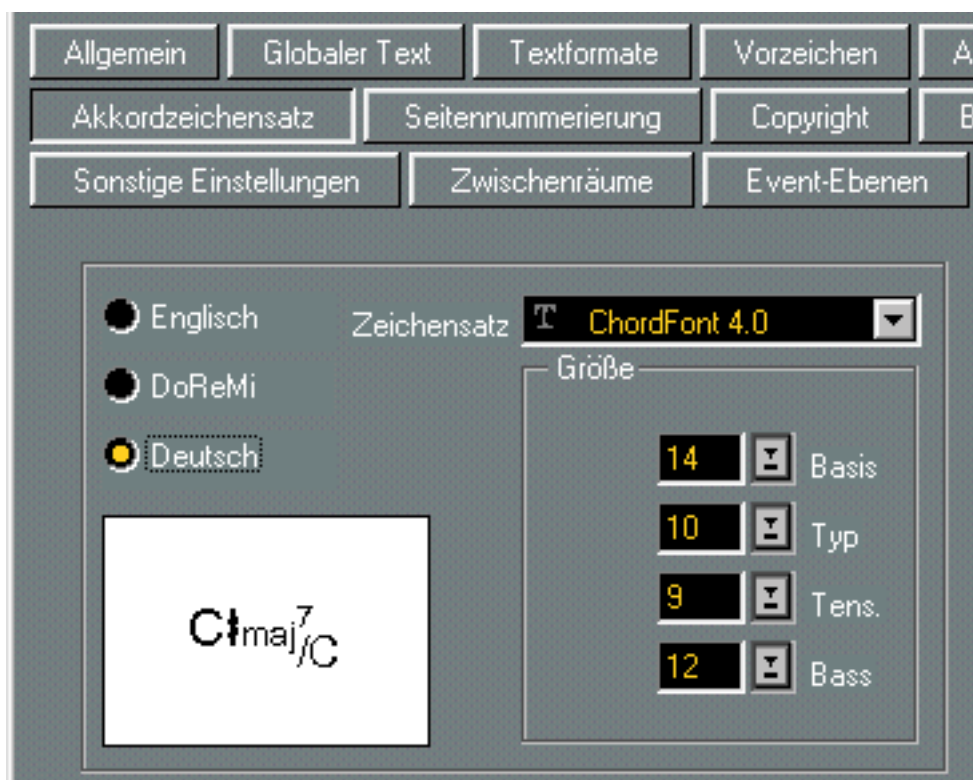 Allgemein Globaler Text Textformate Vorzeichen A
Akkordzeichensatz Seitennummerierung Copyright
Sonstige Einstellungen Zwischenräume Event-Ebenen
Englisch Zeichensatz T ChordFont 4.0
DoReMi Größe
Deutsch 14 Basis
10 Typ
9 Tens.
12 Bass
C♯maj7/C